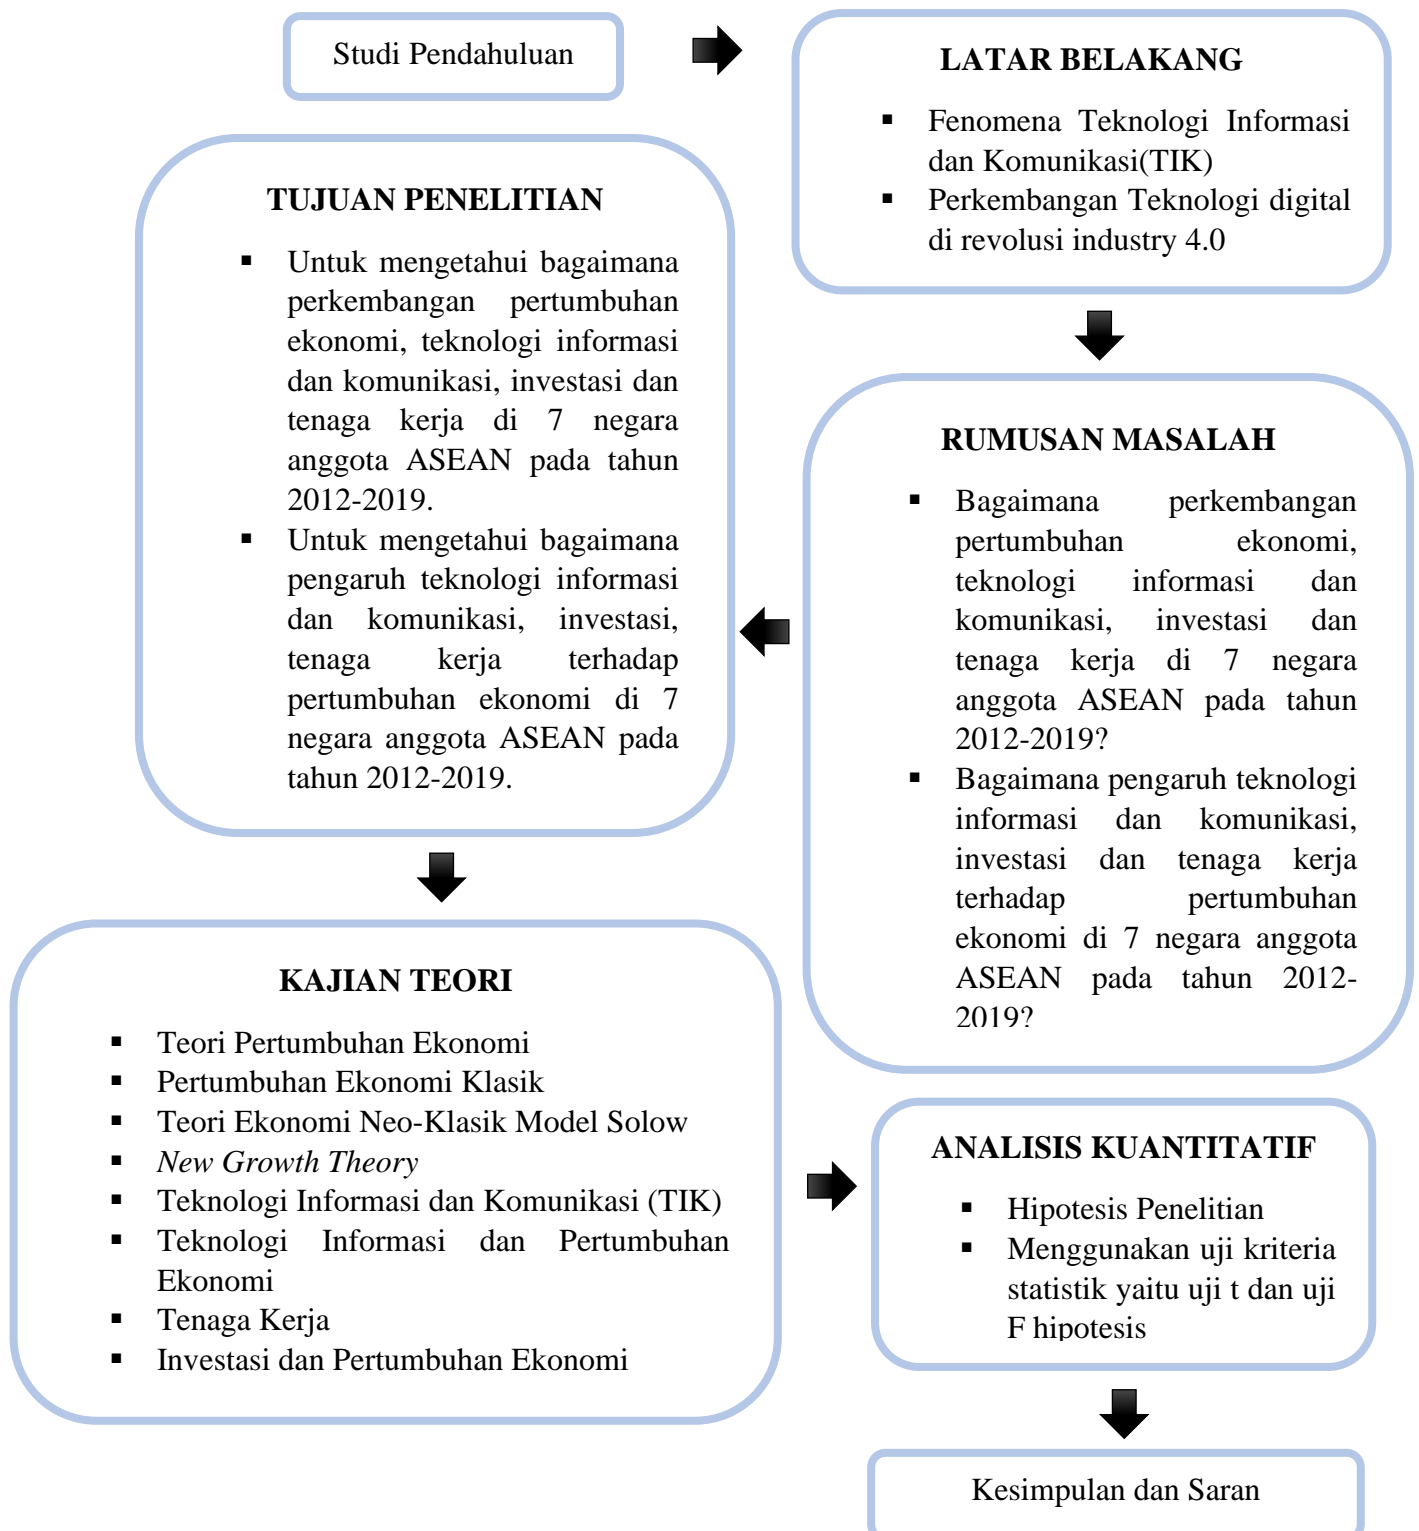 Studi Pendahuluan
LATAR BELAKANG
▪ Fenomena Teknologi Informasi
dan Komunikasi(TIK)
▪ Perkembangan Teknologi digital
di revolusi industry 4.0
RUMUSAN MASALAH
▪ Bagaimana perkembangan
pertumbuhan ekonomi,
teknologi informasi dan
komunikasi, investasi dan
tenaga kerja di 7 negara
anggota ASEAN pada tahun
2012-2019?
▪ Bagaimana pengaruh teknologi
informasi dan komunikasi,
investasi dan tenaga kerja
terhadap pertumbuhan
ekonomi di 7 negara anggota
ASEAN pada tahun 2012-
2019?
TUJUAN PENELITIAN
▪ Untuk mengetahui bagaimana
perkembangan pertumbuhan
ekonomi, teknologi informasi
dan komunikasi, investasi dan
tenaga kerja di 7 negara
anggota ASEAN pada tahun
2012-2019.
▪ Untuk mengetahui bagaimana
pengaruh teknologi informasi
dan komunikasi, investasi,
tenaga kerja terhadap
pertumbuhan ekonomi di 7
negara anggota ASEAN pada
tahun 2012-2019.
KAJIAN TEORI
▪ Teori Pertumbuhan Ekonomi
▪ Pertumbuhan Ekonomi Klasik
▪ Teori Ekonomi Neo-Klasik Model Solow
▪ New Growth Theory
▪ Teknologi Informasi dan Komunikasi (TIK)
▪ Teknologi Informasi dan Pertumbuhan
Ekonomi
▪ Tenaga Kerja
▪ Investasi dan Pertumbuhan Ekonomi
ANALISIS KUANTITATIF
▪ Hipotesis Penelitian
▪ Menggunakan uji kriteria
statistik yaitu uji t dan uji
F hipotesis
Kesimpulan dan Saran